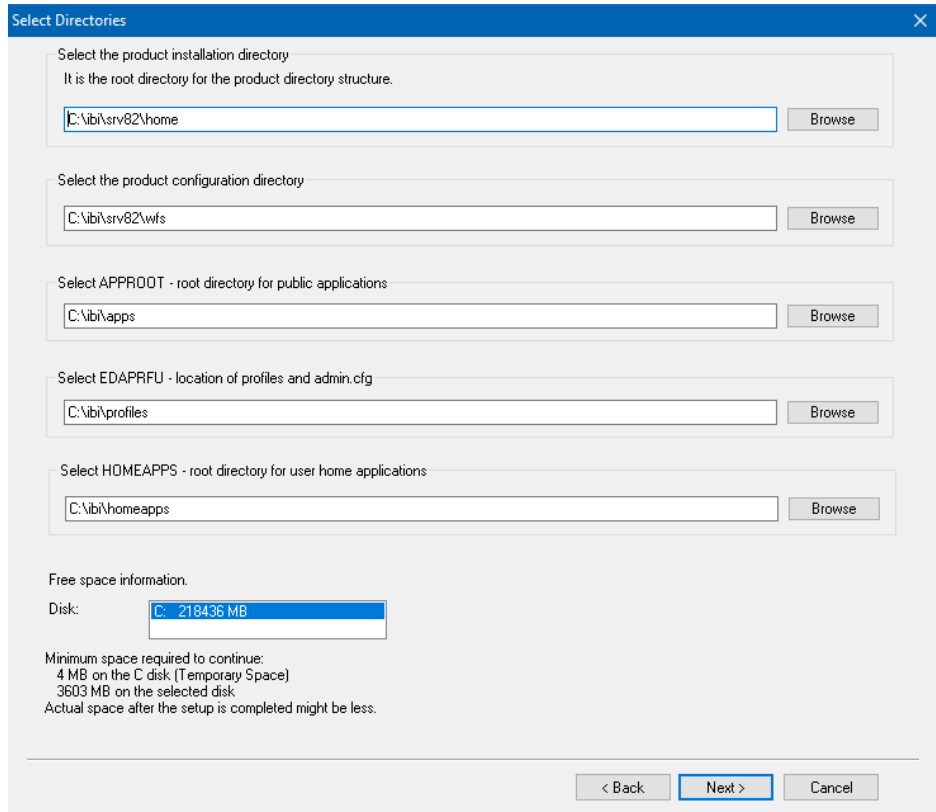 Select Directories
Select the product installation directory
It is the root directory for the product directory structure.
C:\ibi\srv82\home
Browse
Select the product configuration directory
C:\ibi\srv82\wfs
Browse
Select APPROOT - root directory for public applications
C:\ibi\apps
Browse
Select EDAPRFU - location of profiles and admin.cfg
C:\ibi\profiles
Browse
Select HOMEAPPS - root directory for user home applications
C:\ibi\homeapps
Browse
Free space information.
Disk:
C: 218436 MB
Minimum space required to continue:
4 MB on the C disk (Temporary Space)
3603 MB on the selected disk
Actual space after the setup is completed might be less.
< Back
Next >
Cancel